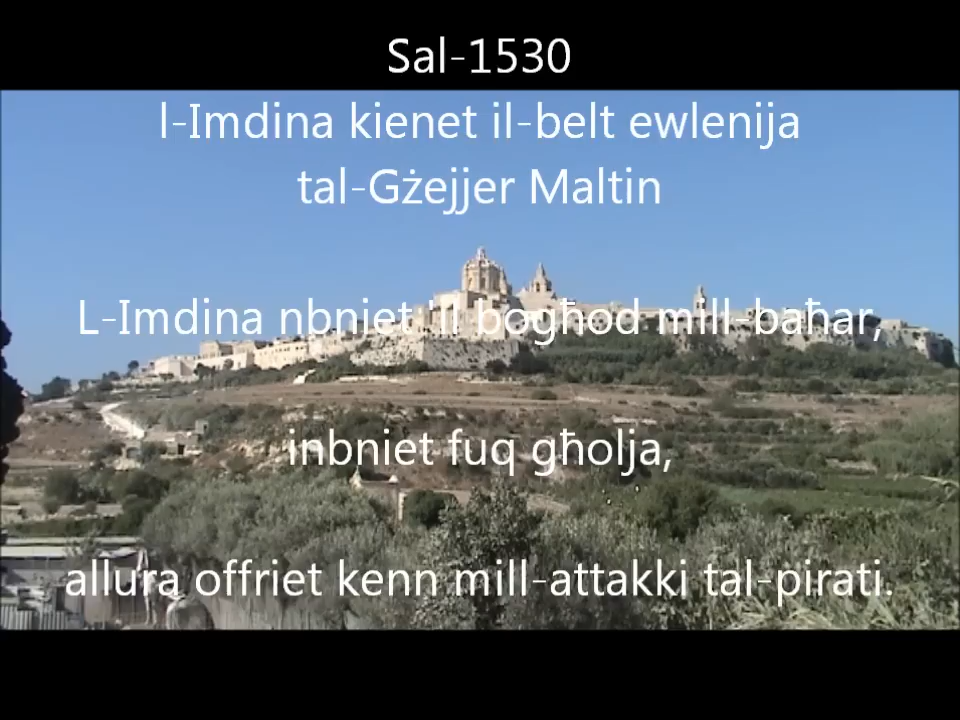 Sal-1530
l-Imdina kienet il-belt ewlenija
tal-Gżejjer Maltin
L-Imdina nbniet 'il bogħod mill-baħar,
inbniet fuq għolja,
allura offriet kenn mill-attakki tal-pirati.